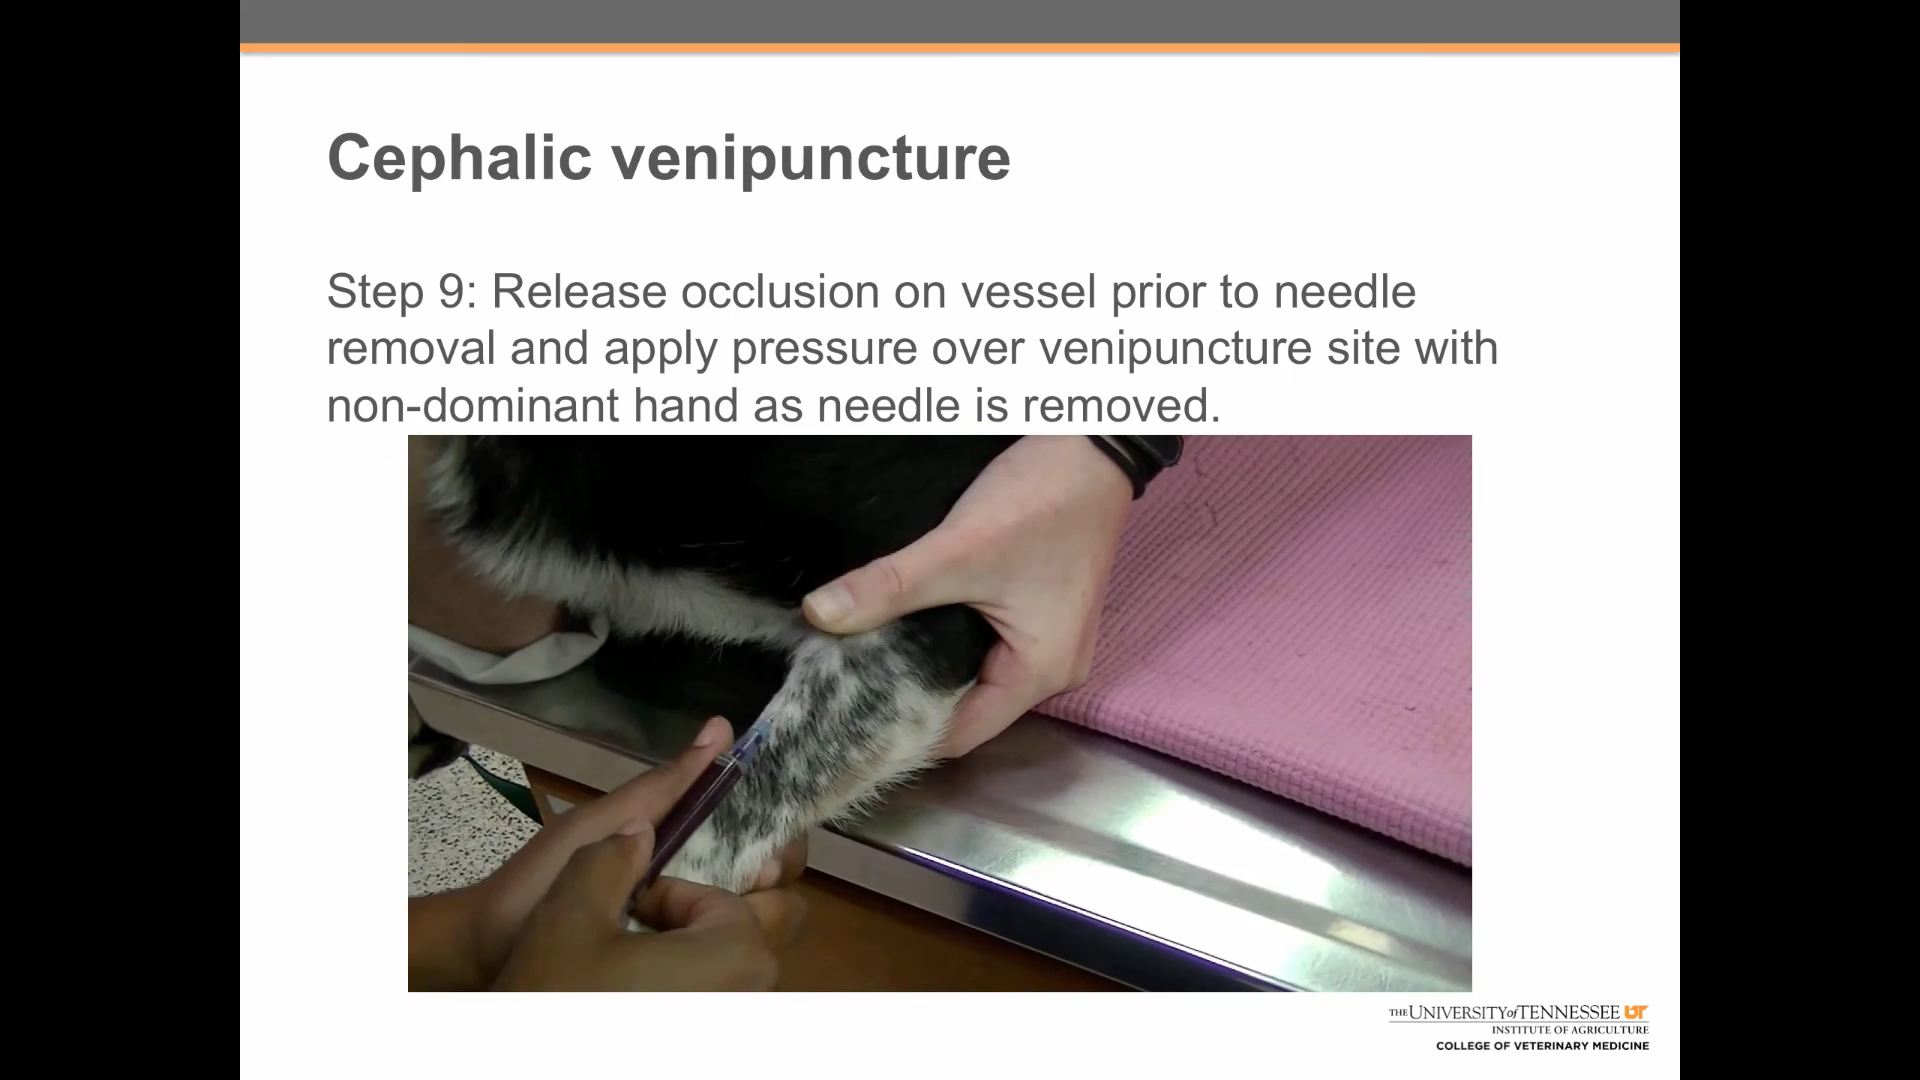 Cephalic venipuncture
Step 9: Release occlusion on vessel prior to needle
removal and apply pressure over venipuncture site with
non-dominant hand as needle is removed.
THE UNIVERSITY of TENNESSEE UT
INSTITUTE OF AGRICULTURE
COLLEGE OF VETERINARY MEDICINE